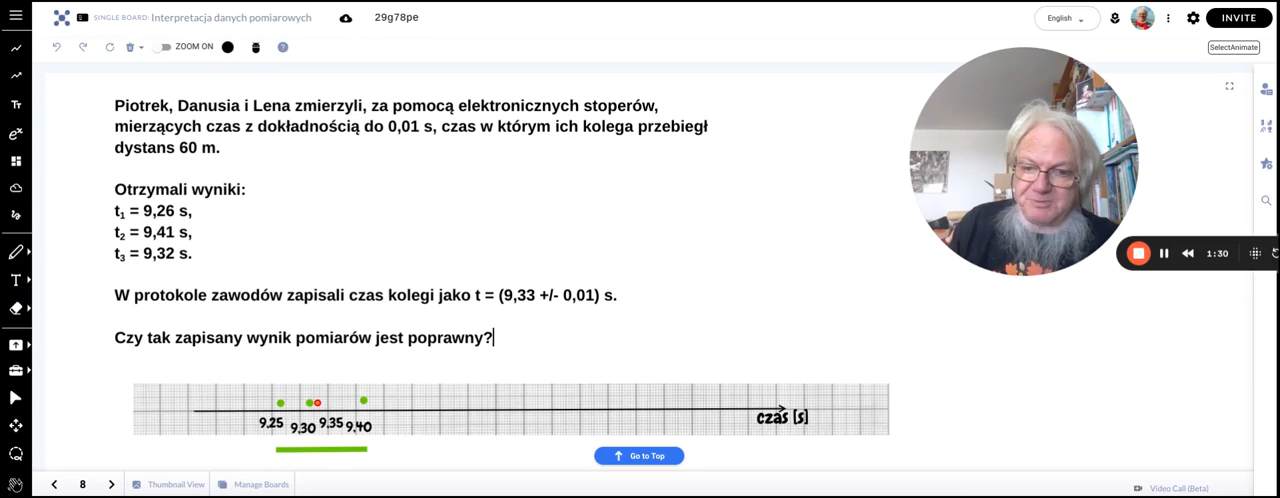 SINGLE BOARD: Interpretacja danych pomiarowych
29g78pe
English
INVITE
ZOOM ON
SelectAnimate
Piotrek, Danusia i Lena zmierzyli, za pomocą elektronicznych stoperów,
mierzących czas z dokładnością do 0,01 s, czas w którym ich kolega przebiegł
dystans 60 m.
Otrzymali wyniki:
t₁ = 9,26 s,
t₂ = 9,41 s,
t₃ = 9,32 s.
1:30
W protokole zawodów zapisali czas kolegi jako t = (9,33 +/- 0,01) s.
Czy tak zapisany wynik pomiarów jest poprawny?
9,25 9,30 9,35 9,40 czas [s]
Go to Top
8
Thumbnail View
Manage Boards
Video Call (Beta)